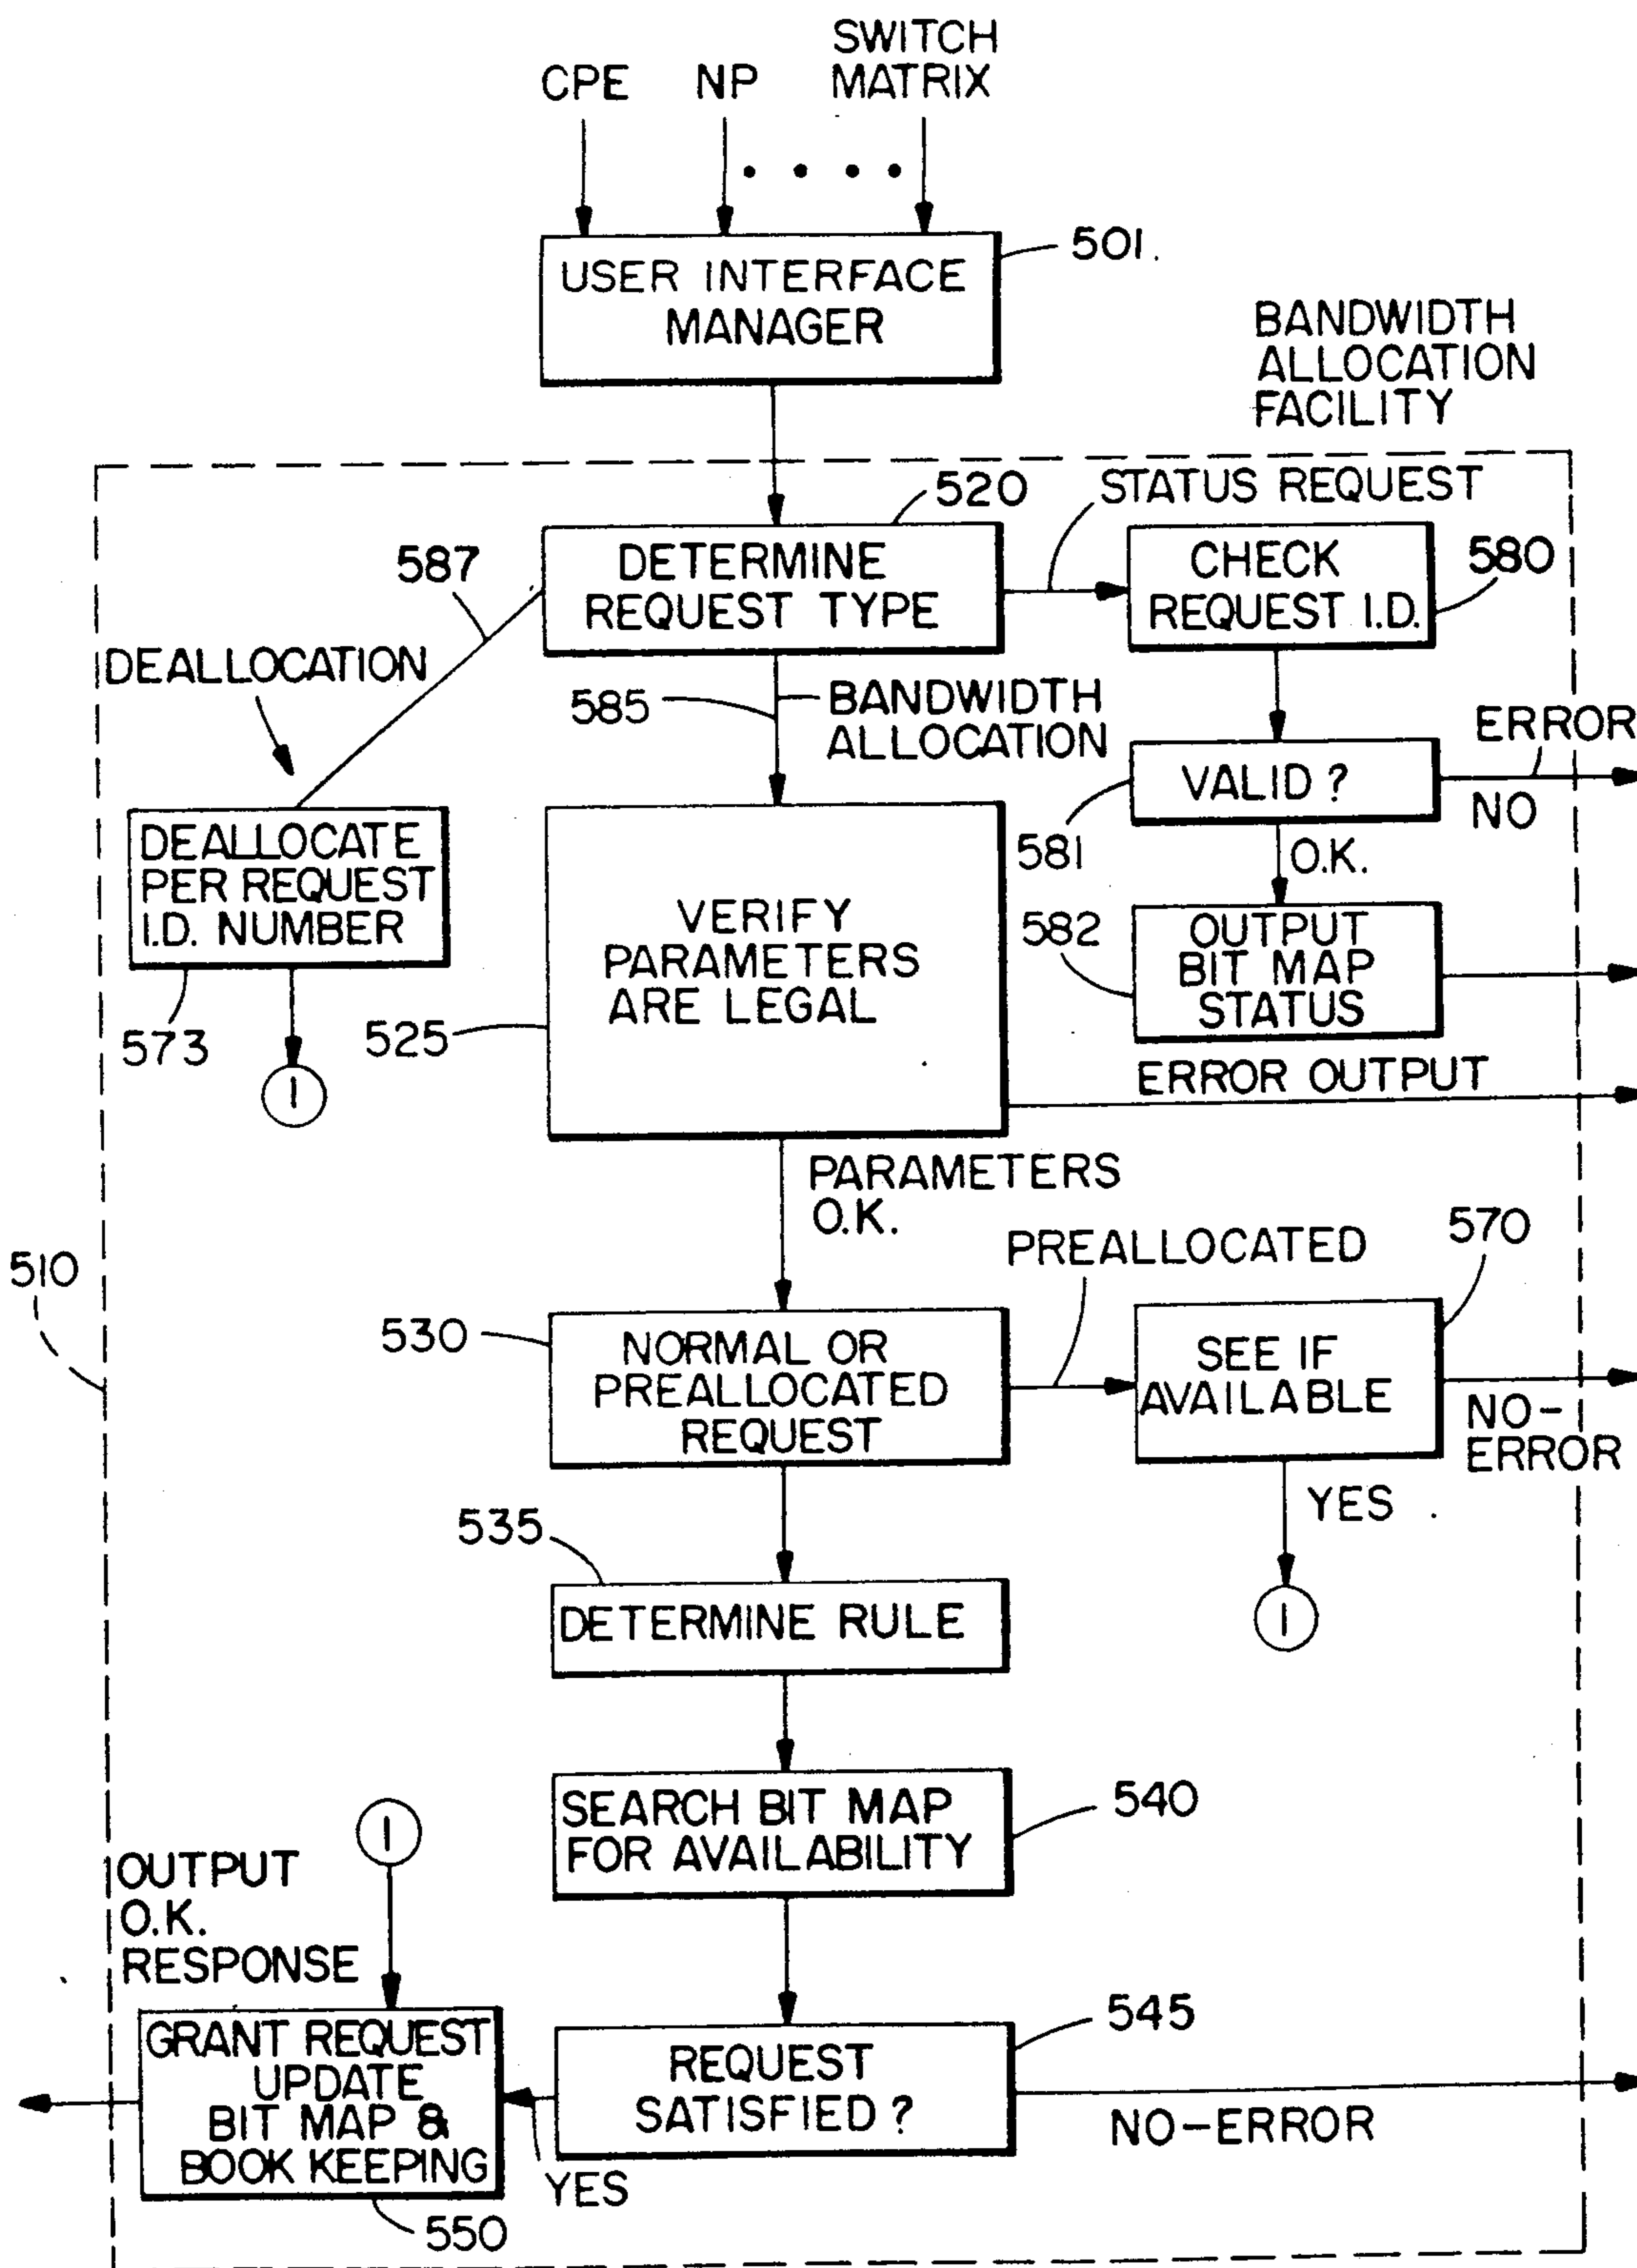 SWITCH
MATRIX
CPE
NP
501.
USER INTERFACE
MANAGER
BANDWIDTH
ALLOCATION
FACILITY
520
STATUS REQUEST
587
DETERMINE
REQUEST TYPE
CHECK
REQUEST I.D.
580
DEALLOCATION
585
BANDWIDTH
ALLOCATION
ERROR
VALID ?
NO
581
O.K.
DEALLOCATE
PER REQUEST
I.D. NUMBER
573
VERIFY
PARAMETERS
ARE LEGAL
525
582
OUTPUT
BIT MAP
STATUS
ERROR OUTPUT
1
PARAMETERS
O.K.
510
PREALLOCATED
570
530
NORMAL OR
PREALLOCATED
REQUEST
SEE IF
AVAILABLE
NO-
ERROR
YES
535
1
DETERMINE RULE
SEARCH BIT MAP
FOR AVAILABILITY
540
1
OUTPUT
O.K.
RESPONSE
GRANT REQUEST
UPDATE
BIT MAP &
BOOK KEEPING
550
YES
REQUEST
SATISFIED ?
545
NO-ERROR